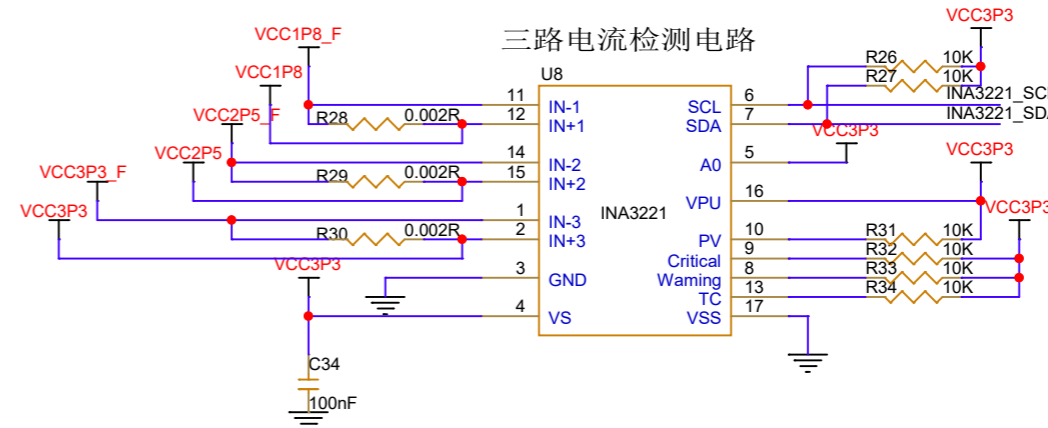 三路电流检测电路
VCC1P8_F
VCC1P8
VCC2P5_F
VCC2P5
VCC3P3_F
VCC3P3
R28 0.002R
R29 0.002R
R30 0.002R
VCC3P3
C34
100nF
U8
INA3221
11 IN-1
12 IN+1
14 IN-2
15 IN+2
1 IN-3
2 IN+3
3 GND
4 VS
SCL 6
SDA 7
A0 5
VPU 16
PV 10
Critical 9
Waming 8
TC 13
VSS 17
VCC3P3
R26 10K
R27 10K
INA3221_SCL
INA3221_SDA
VCC3P3
VCC3P3
VCC3P3
R31 10K
R32 10K
R33 10K
R34 10K